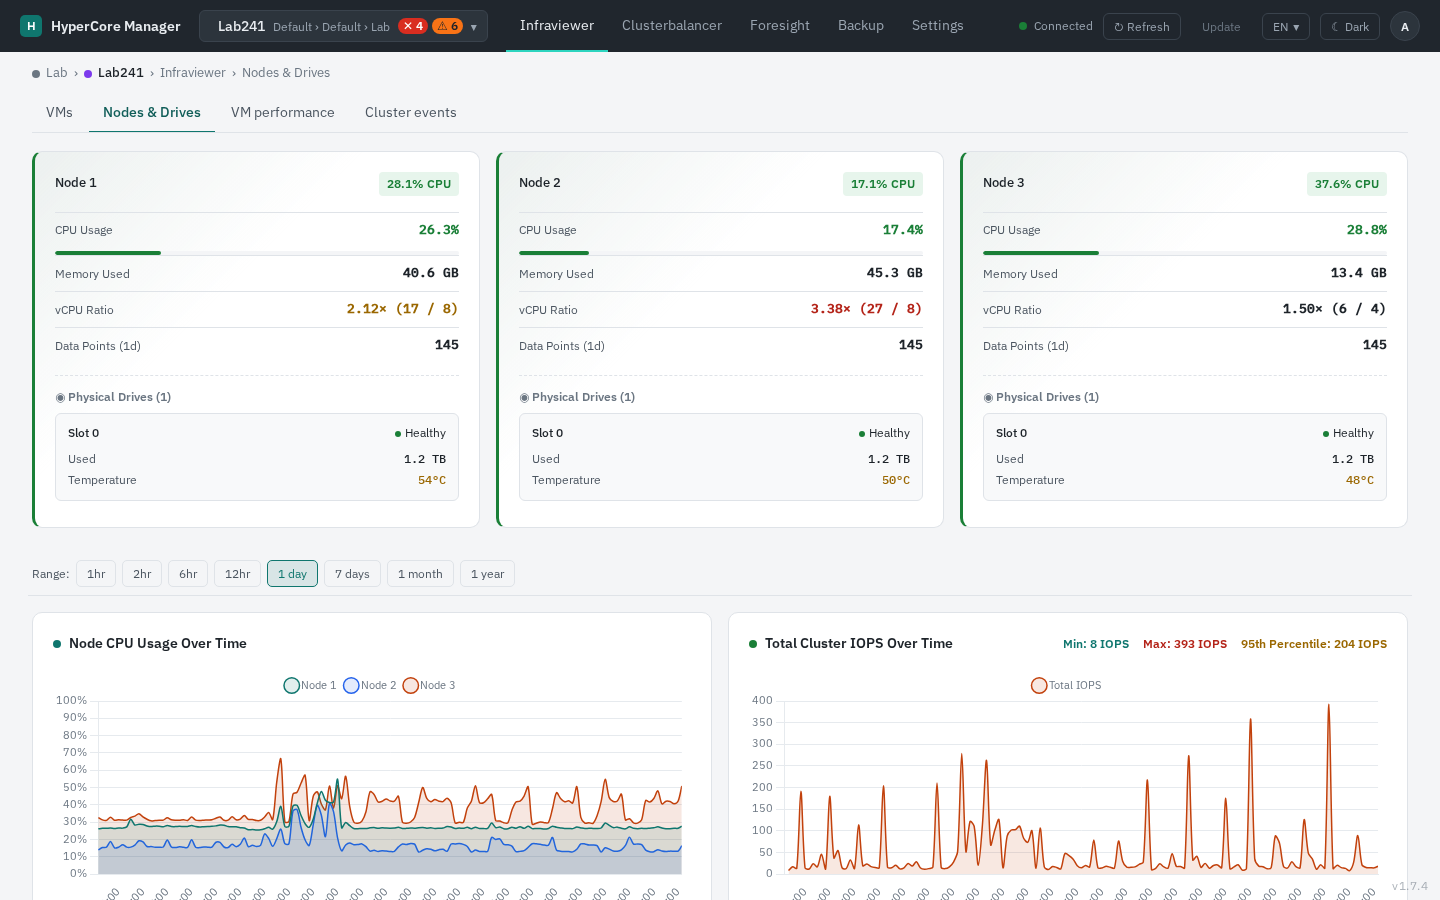 H HyperCore Manager Lab241 Default › Default › Lab ✕ 4 ⚠ 6 ▾ Infraviewer Clusterbalancer Foresight Backup Settings Connected ↻ Refresh Update EN ▾ ☾ Dark A
Lab › Lab241 › Infraviewer › Nodes & Drives
VMs Nodes & Drives VM performance Cluster events
Node 1 28.1% CPU
CPU Usage 26.3%
Memory Used 40.6 GB
vCPU Ratio 2.12× (17 / 8)
Data Points (1d) 145
◉ Physical Drives (1)
Slot 0 Healthy
Used 1.2 TB
Temperature 54°C
Node 2 17.1% CPU
CPU Usage 17.4%
Memory Used 45.3 GB
vCPU Ratio 3.38× (27 / 8)
Data Points (1d) 145
◉ Physical Drives (1)
Slot 0 Healthy
Used 1.2 TB
Temperature 50°C
Node 3 37.6% CPU
CPU Usage 28.8%
Memory Used 13.4 GB
vCPU Ratio 1.50× (6 / 4)
Data Points (1d) 145
◉ Physical Drives (1)
Slot 0 Healthy
Used 1.2 TB
Temperature 48°C
Range: 1hr 2hr 6hr 12hr 1 day 7 days 1 month 1 year
Node CPU Usage Over Time
Node 1 Node 2 Node 3
100%
90%
80%
70%
60%
50%
40%
30%
20%
10%
0%
Total Cluster IOPS Over Time Min: 8 IOPS Max: 393 IOPS 95th Percentile: 204 IOPS
Total IOPS
400
350
300
250
200
150
100
50
0
v1.7.4